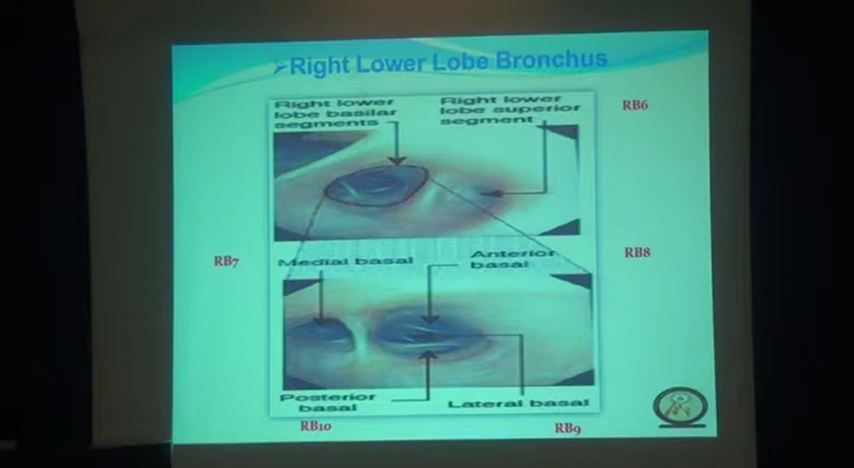 ➢Right Lower Lobe Bronchus
Right lower
lobe basilar
segments
Right lower
lobe superior
segment
RB6
RB7
Medial basal
Anterior
basal
RB8
Posterior
basal
Lateral basal
RB10
RB9